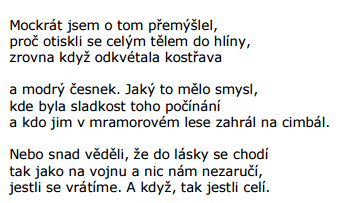 Mockrát jsem o tom přemýšlel,
proč otiskli se celým tělem do hlíny,
zrovna když odkvétala kostřava
a modrý česnek. Jaký to mělo smysl,
kde byla sladkost toho počínání
a kdo jim v mramorovém lese zahrál na cimbál.
Nebo snad věděli, že do lásky se chodí
tak jako na vojnu a nic nám nezaručí,
jestli se vrátíme. A když, tak jestli celí.